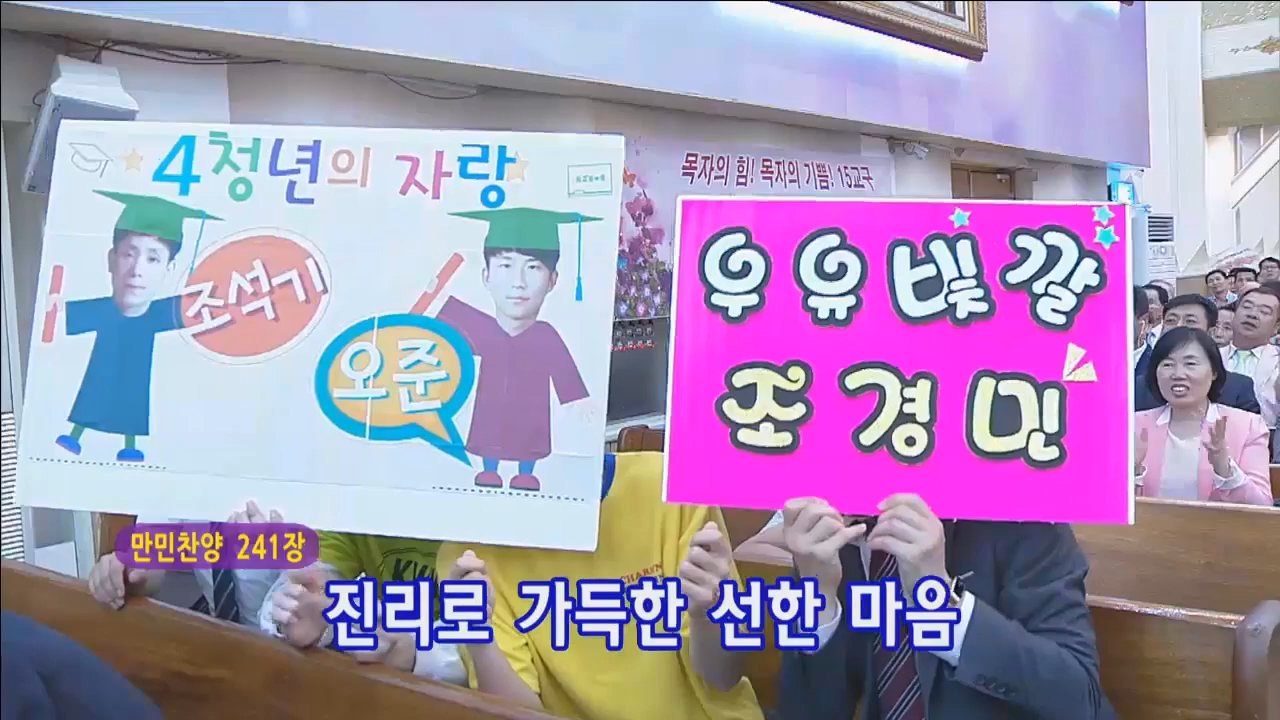 4청년의 자랑
조석기
오준
목자의 힘! 목자의 기쁨! 15교구
우유빛깔
조경민
만민찬양 241장
진리로 가득한 선한 마음